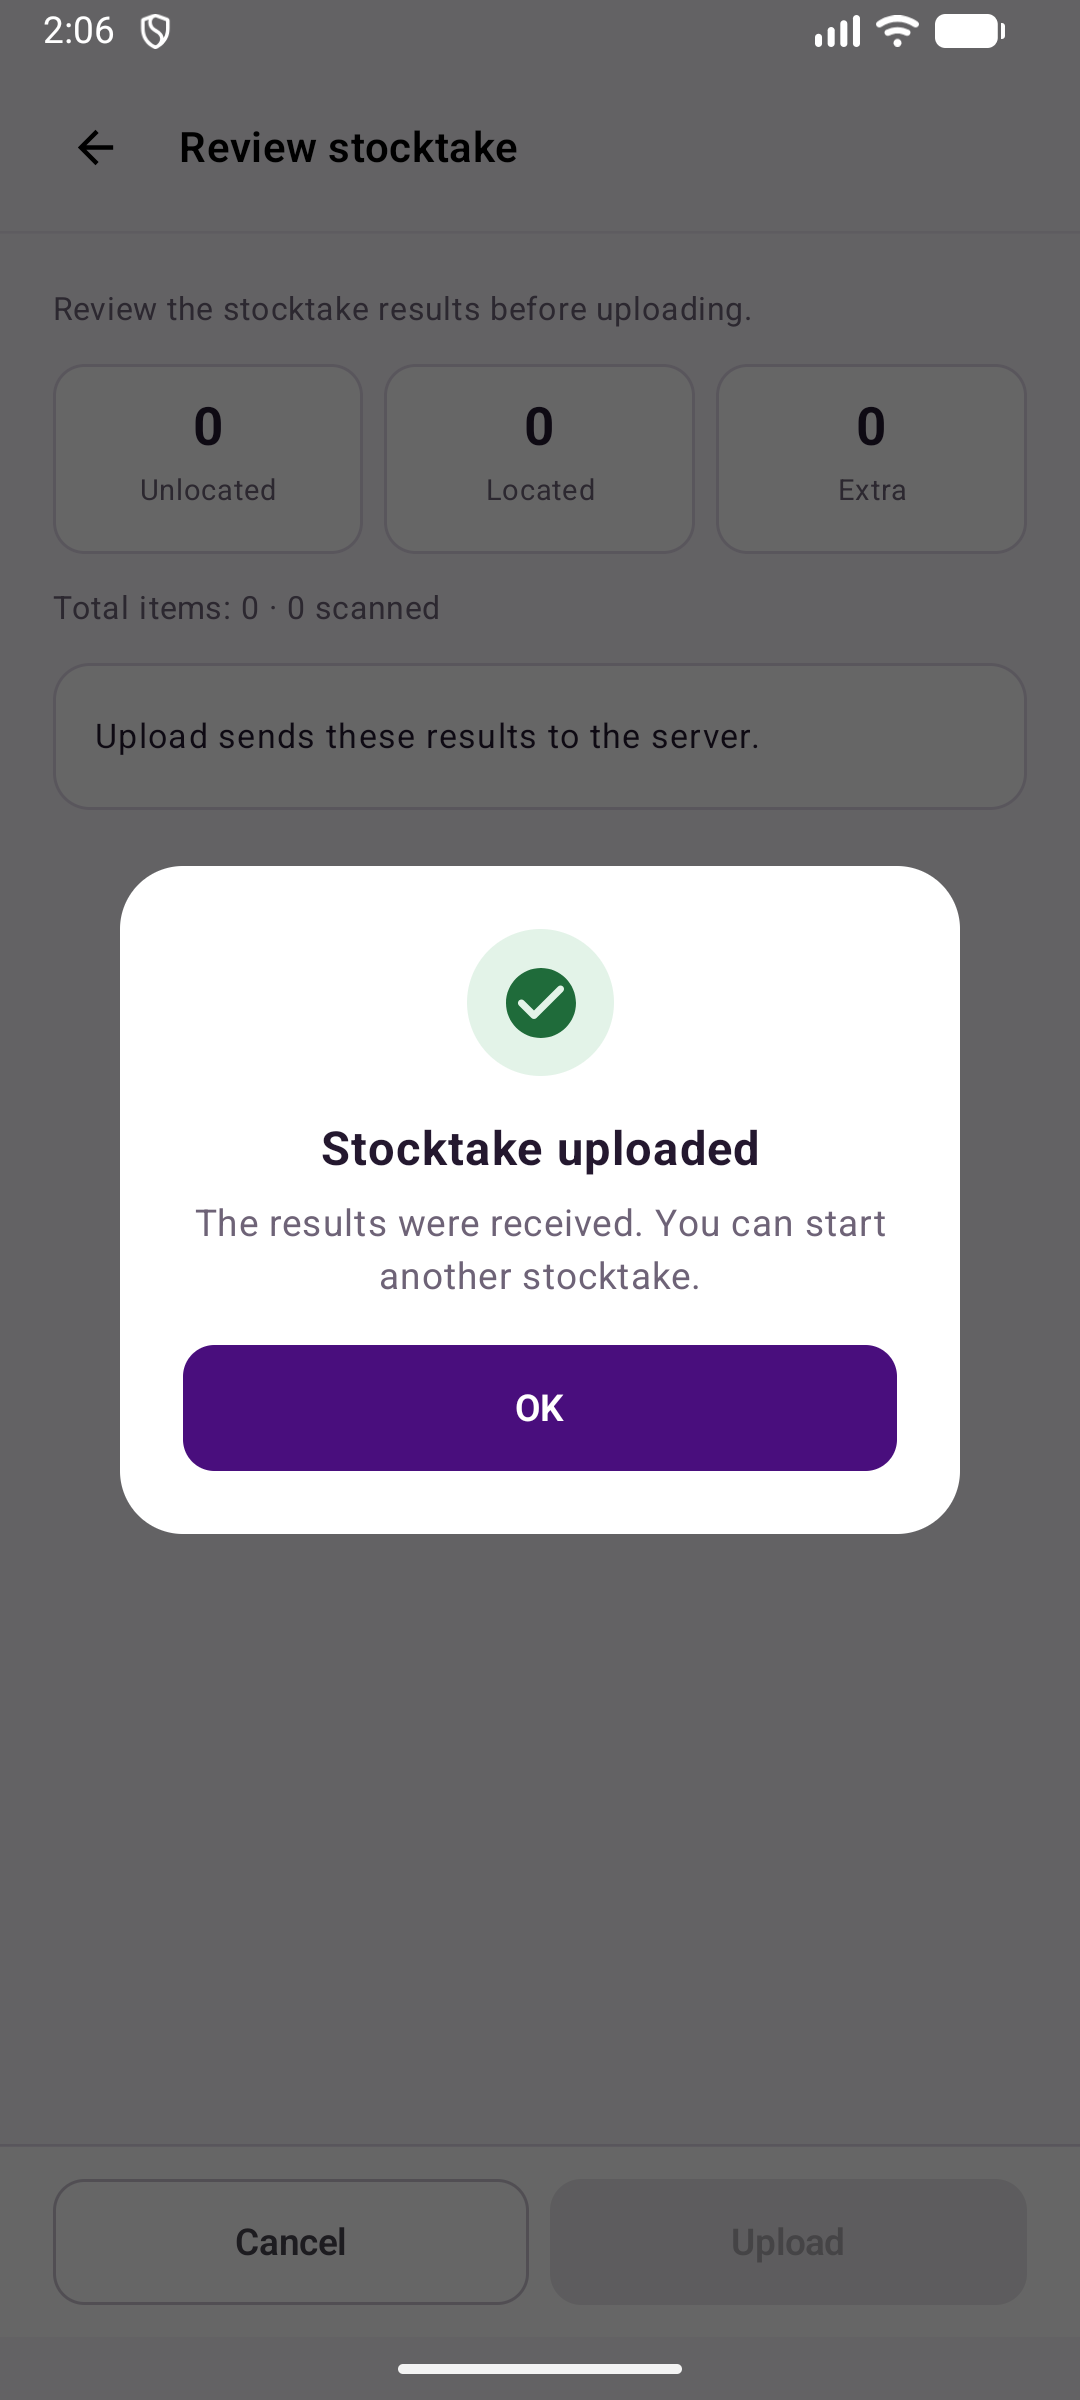 2:06
Review stocktake
Review the stocktake results before uploading.
0
Unlocated
0
Located
0
Extra
Total items: 0 · 0 scanned
Upload sends these results to the server.
Stocktake uploaded
The results were received. You can start
another stocktake.
OK
Cancel
Upload